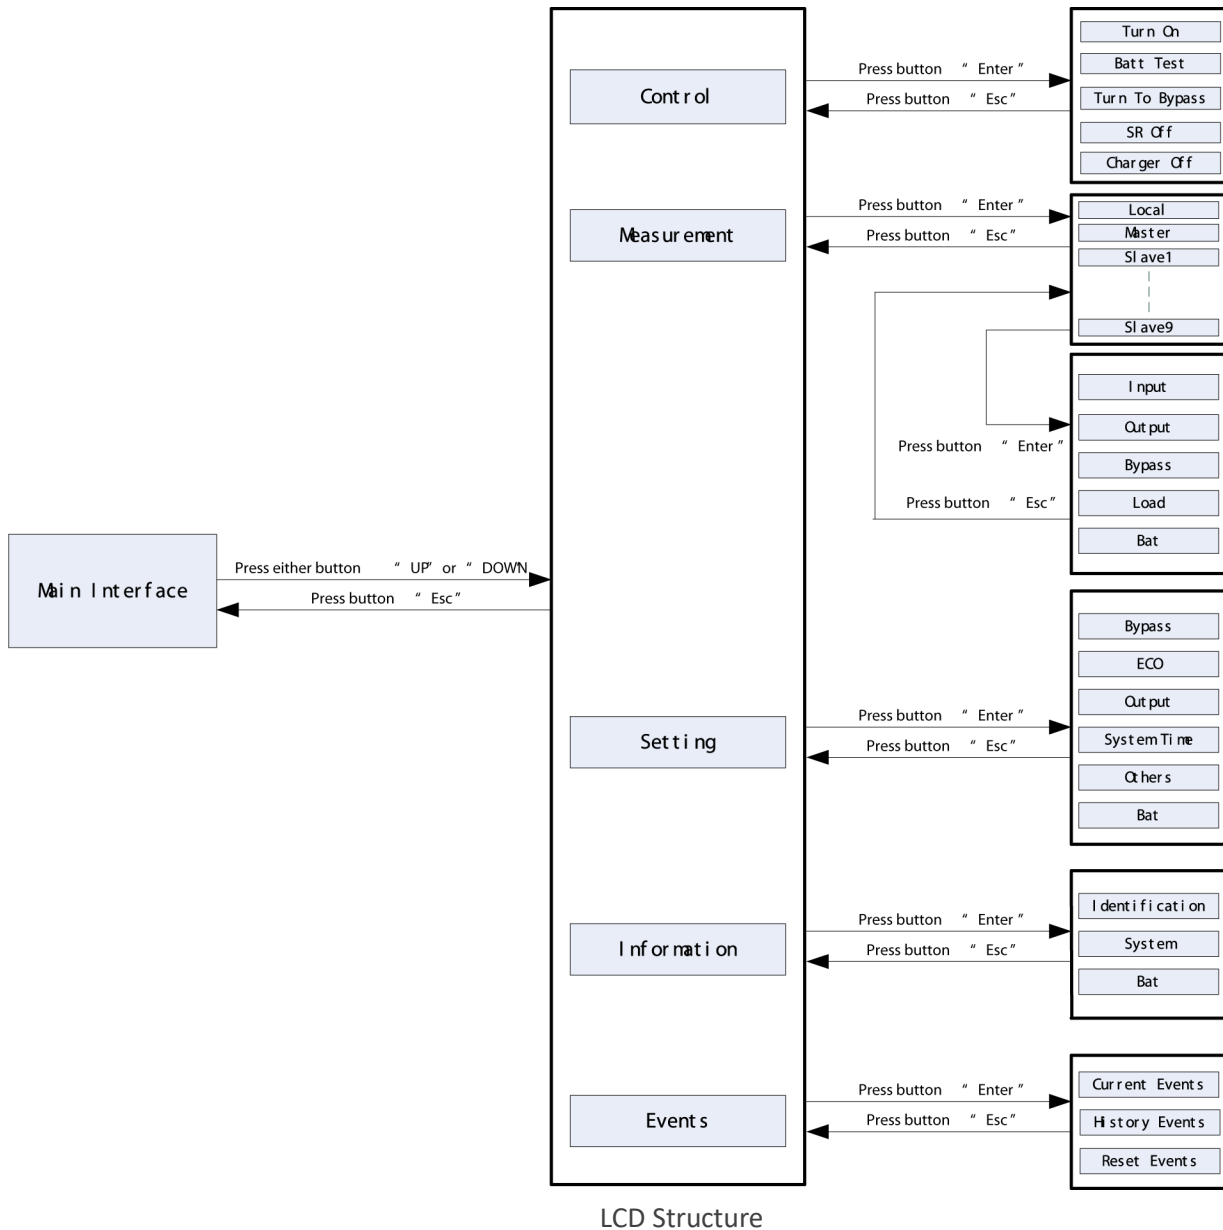 Main Interface
Press either button “ UP” or “ DOWN
Press button “ Esc”
Control
Press button “ Enter”
Press button “ Esc”
Turn On
Batt Test
Turn To Bypass
SR Off
Charger Off
Measurement
Press button “ Enter”
Press button “ Esc”
Local
Master
Slave1
Slave9
Press button “ Enter”
Press button “ Esc”
Input
Output
Bypass
Load
Bat
Setting
Press button “ Enter”
Press button “ Esc”
Bypass
ECO
Output
System Time
Others
Bat
Information
Press button “ Enter”
Press button “ Esc”
Identification
System
Bat
Events
Press button “ Enter”
Press button “ Esc”
Current Events
History Events
Reset Events
LCD Structure